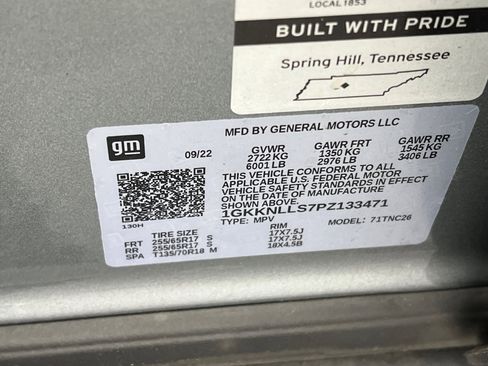 LOCAL 1853
BUILT WITH PRIDE
Spring Hill, Tennessee
gm
MFD BY GENERAL MOTORS LLC
09/22 GVWR GAWR FRT GAWR RR
2722 KG 1350 KG 1545 KG
6001 LB 2976 LB 3406 LB
THIS VEHICLE CONFORMS TO ALL
APPLICABLE U.S. FEDERAL MOTOR
VEHICLE SAFETY STANDARDS IN EFFECT
ON THE DATE OF MANUFACTURE
1GKKNLLS7PZ133471
TYPE: MPV MODEL: 71TNC26
130H
TIRE SIZE RIM
FRT 255/65R17 S 17X7.5J
RR 255/65R17 S 17X7.5J
SPA T135/70R18 M 18X4.5B